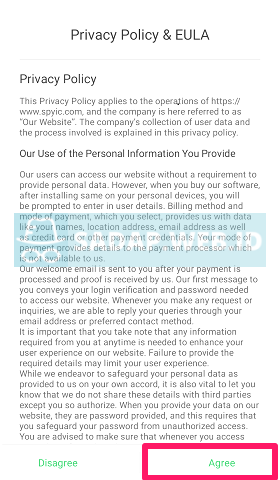 Privacy Policy & EULA
Privacy Policy
This Privacy Policy applies to the operations of https://
www.spyic.com, and the company is here referred to as
"Our Website". The company's collection of user data and
the process involved is explained in this privacy policy.
Our Use of the Personal Information You Provide
Our users can access our website without a requirement to
provide personal data. However, when you buy our software,
after installing same on your personal devices, you will
be prompted to enter in user details. Billing method and
mode of payment, which you select, provides us with data
like your names, location address, email address as well
as credit card or other payment credentials. Your mode of
payment provides details to the payment processor which
is not available to us.
Our welcome email is sent to you after your payment is
processed and proof is received by us. Our first message to
you conveys your login verification and password needed
to access our website. Whenever you make any request or
inquiries, we are able to reply your queries through your
email address or preferred contact method.
It is important that you take note that any information
required from you at anytime is needed to enhance your
user experience on our website. Failure to provide the
required details may limit your user experience.
While we endeavor to safeguard your personal data as
provided to us on your own accord, it is also vital to let you
know that we do not share these details with third parties
except you so authorize. When you provide your data on our
website, they are password provided, and this requires that
you safeguard your password from unauthorized access.
You are advised to make sure that whenever you access
Disagree
Agree